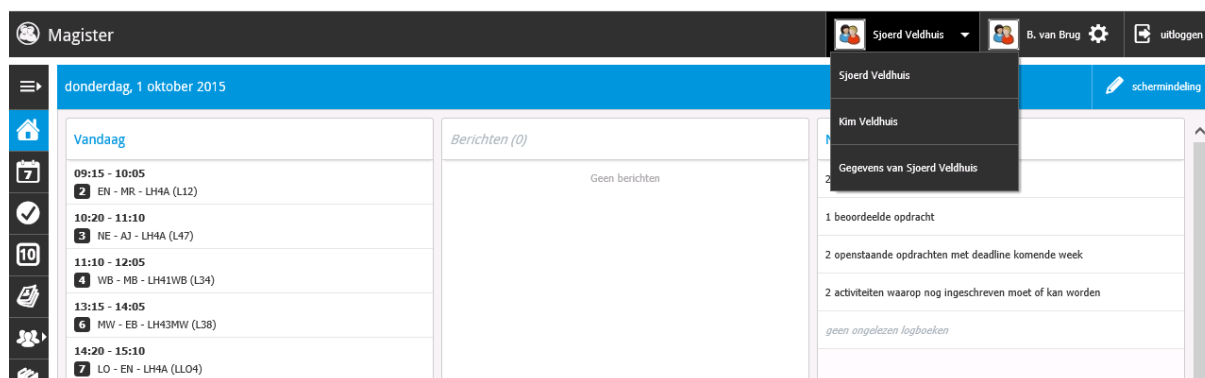 Magister
Sjoerd Veldhuis
B. van Brug
uitloggen
Sjoerd Veldhuis
Kim Veldhuis
Gegevens van Sjoerd Veldhuis
donderdag, 1 oktober 2015
schermindeling
Vandaag
09:15 - 10:05
2 EN - MR - LH4A (L12)
10:20 - 11:10
3 NE - AJ - LH4A (L47)
11:10 - 12:05
4 WB - MB - LH41WB (L34)
13:15 - 14:05
6 MW - EB - LH43MW (L38)
14:20 - 15:10
7 LO - EN - LH4A (LLO4)
Berichten (0)
Geen berichten
1 beoordeelde opdracht
2 openstaande opdrachten met deadline komende week
2 activiteiten waarop nog ingeschreven moet of kan worden
geen ongelezen logboeken
7
10